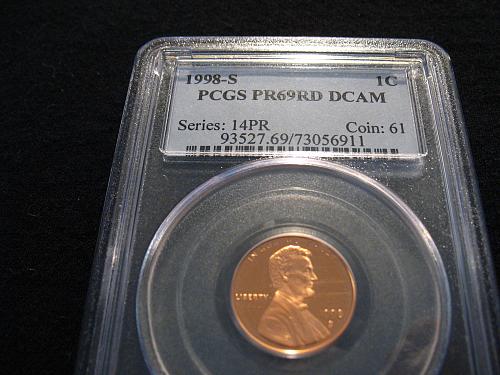 1998-S 1C
PCGS PR69RD DCAM
Series: 14PR Coin: 61
93527.69/73056911
LIBERTY